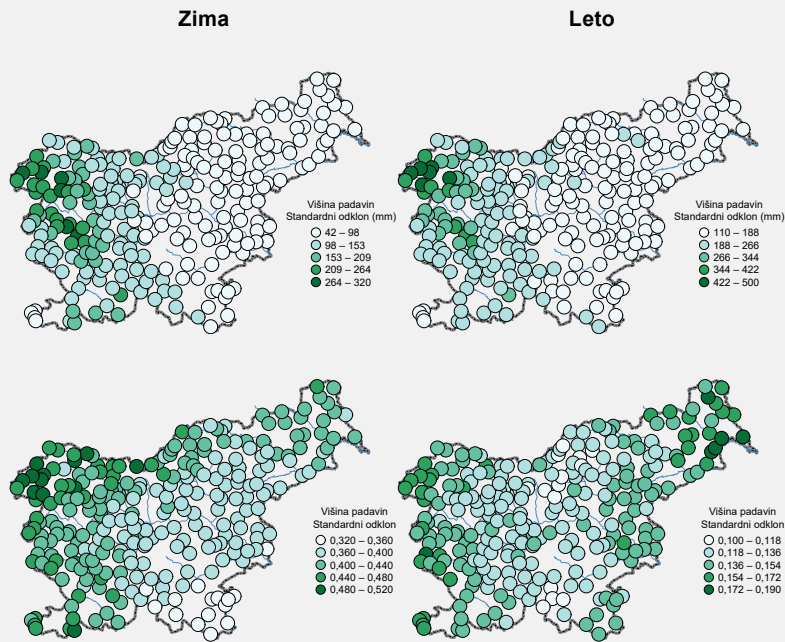 Zima
Leto
Višina padavin
Standardni odklon (mm)
42 – 98
98 – 153
153 – 209
209 – 264
264 – 320
Višina padavin
Standardni odklon (mm)
110 – 188
188 – 266
266 – 344
344 – 422
422 – 500
Višina padavin
Standardni odklon
0,320 – 0,360
0,360 – 0,400
0,400 – 0,440
0,440 – 0,480
0,480 – 0,520
Višina padavin
Standardni odklon
0,100 – 0,118
0,118 – 0,136
0,136 – 0,154
0,154 – 0,172
0,172 – 0,190